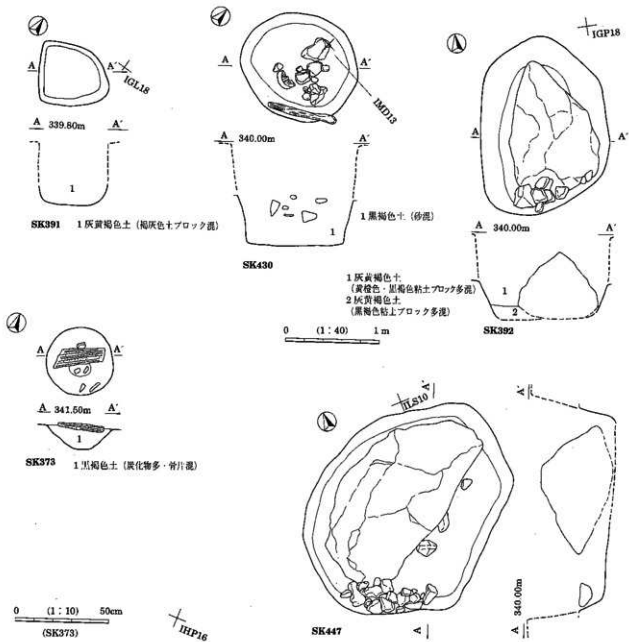 A A′
IGL18
A 339.80m A′
1
SK391 1 灰黄褐色土（褐灰色土ブロック混）
A A′
IMD13
A 340.00m A′
1
1 黒褐色土（砂混）
SK430
IGP18
A A′
A 340.00m A′
1
2
1 灰黄褐色土
（黄橙色・黒褐色粘土ブロック多混）
2 灰黄褐色土
（黒褐色粘土ブロック多混）
SK392
0 (1:40) 1 m
A A′
A 341.50m A′
1
SK373 1 黒褐色土（炭化物多・骨片混）
0 (1:10) 50cm
(SK373)
IHP16
ILS10
A′
A
SK447
A′
340.00m
A